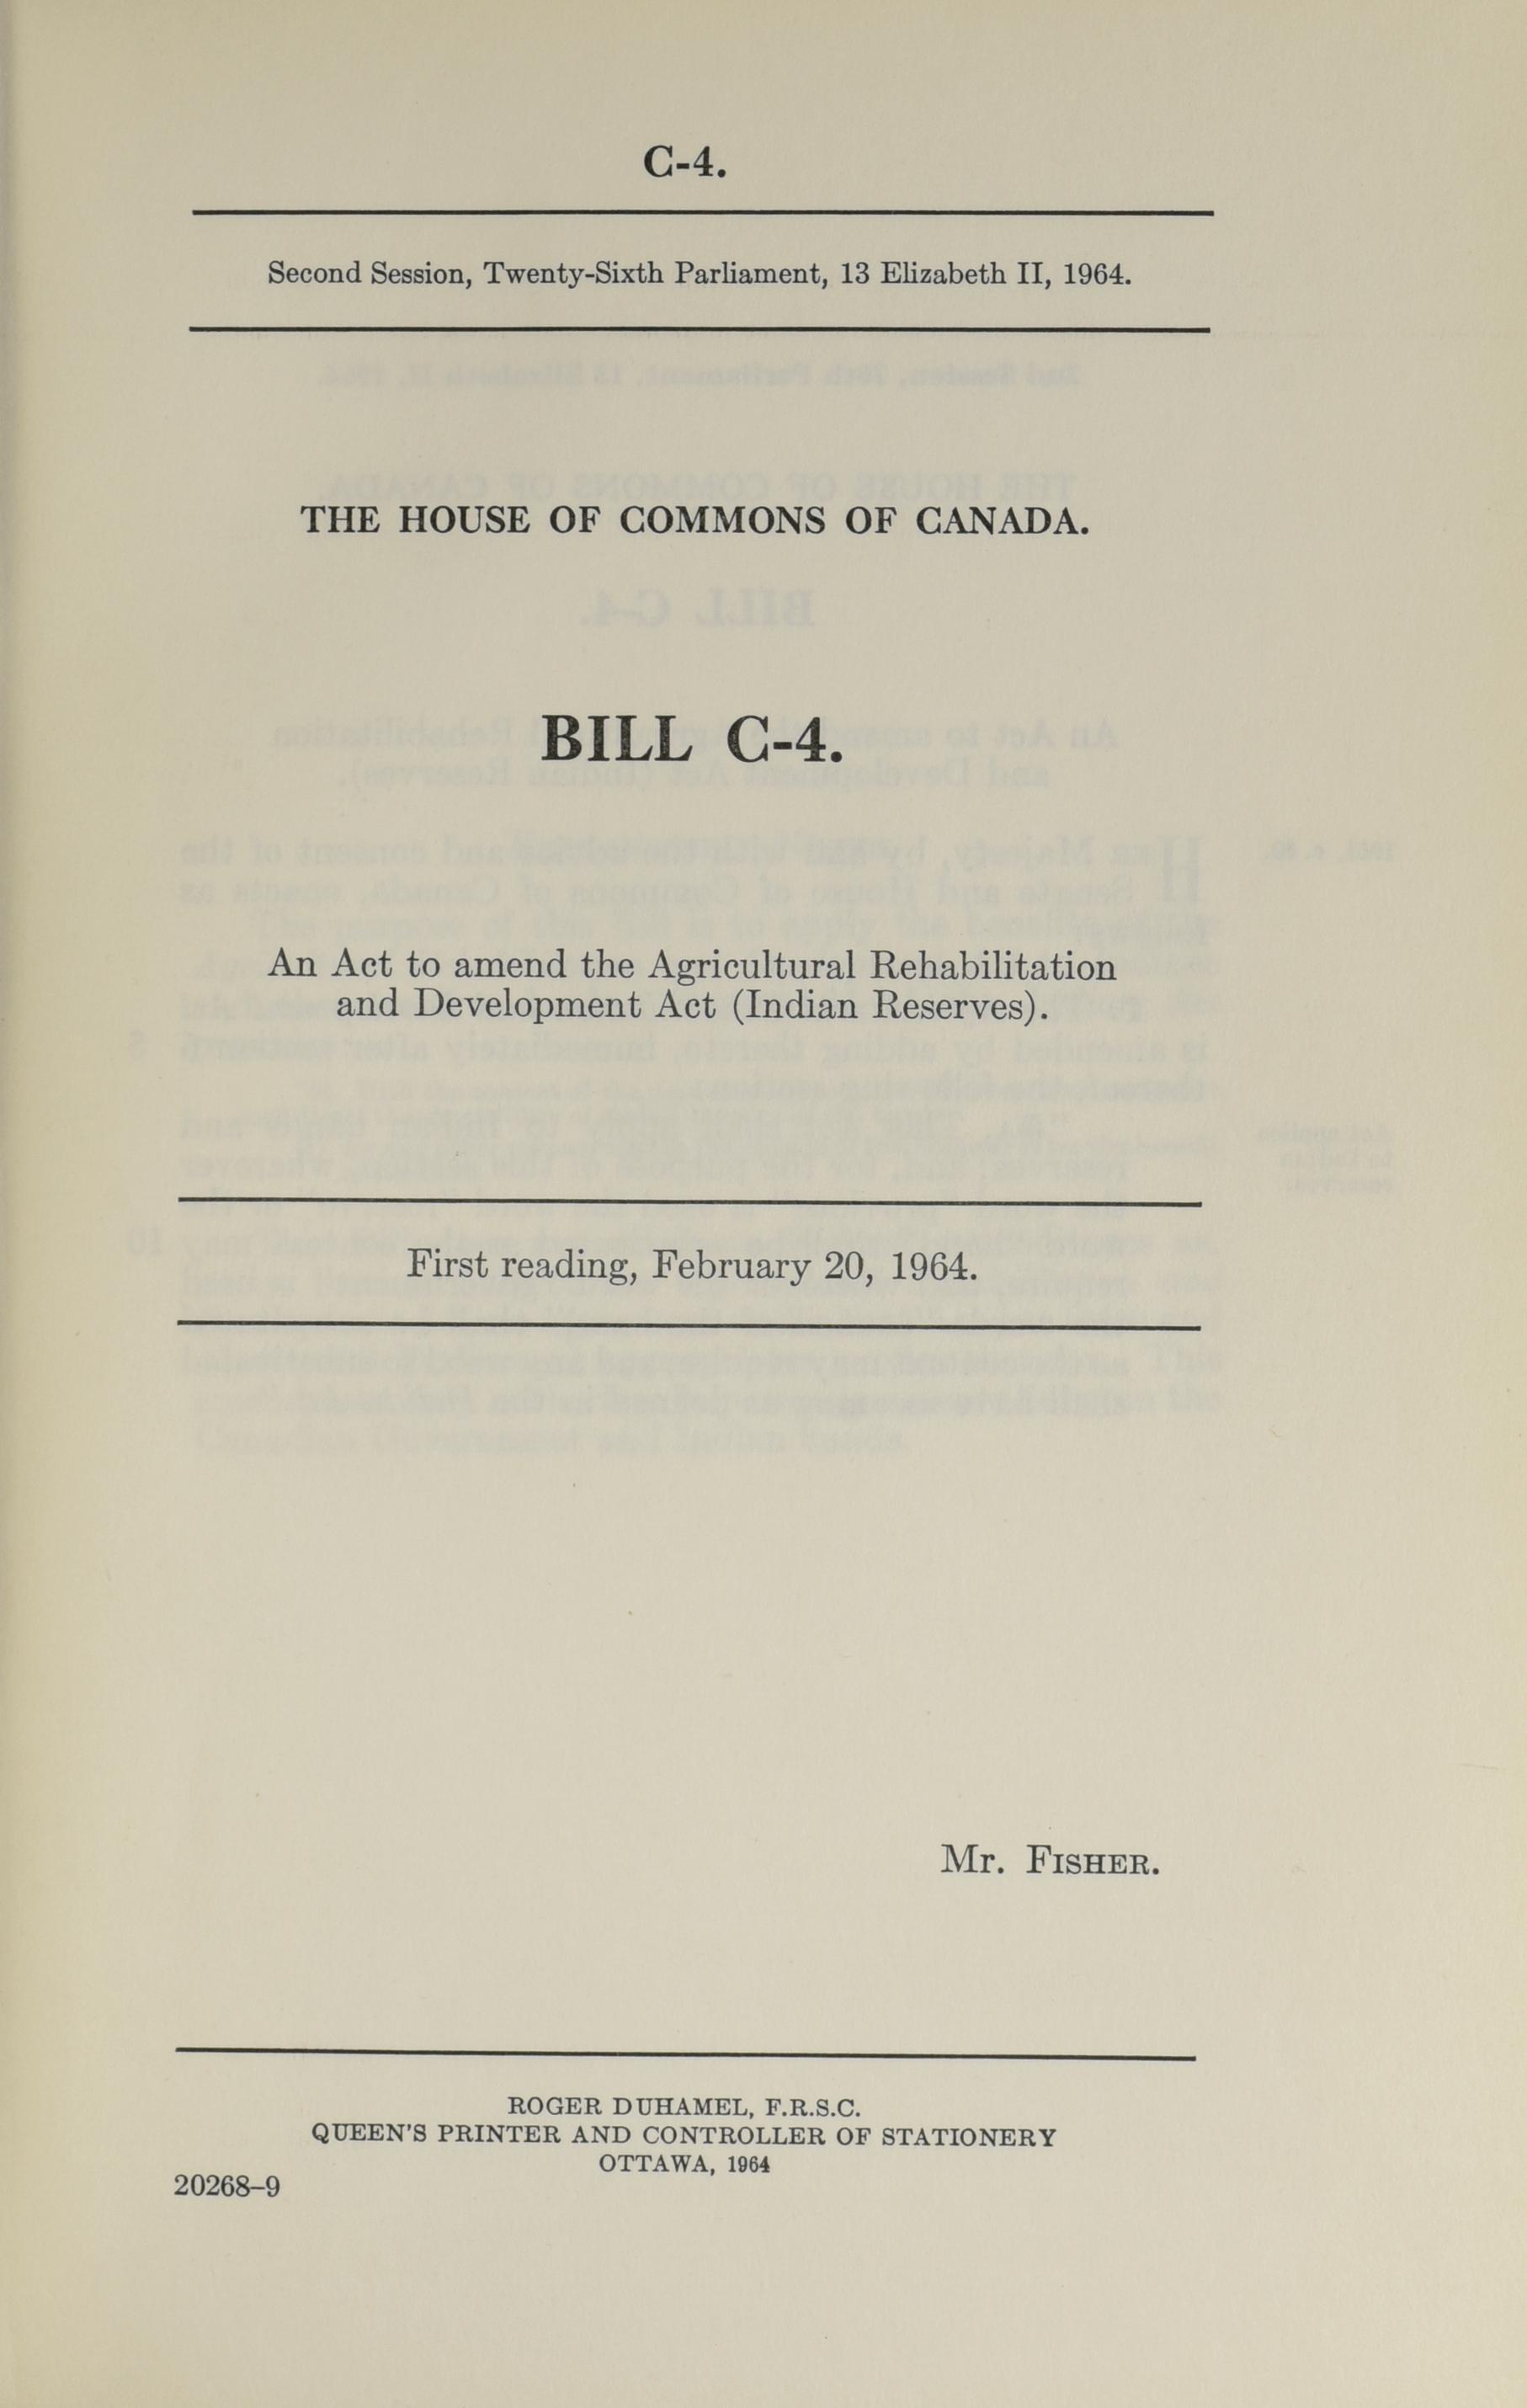 C-4.
Second Session, Twenty-Sixth Parliament, 13 Elizabeth II, 1964.
THE HOUSE OF COMMONS OF CANADA.
BILL C-4.
An Act to amend the Agricultural Rehabilitation
and Development Act (Indian Reserves).
First reading, February 20, 1964.
Mr. FISHER.
ROGER DUHAMEL, F.R.S.C.
QUEEN'S PRINTER AND CONTROLLER OF STATIONERY
OTTAWA, 1964
20268–9